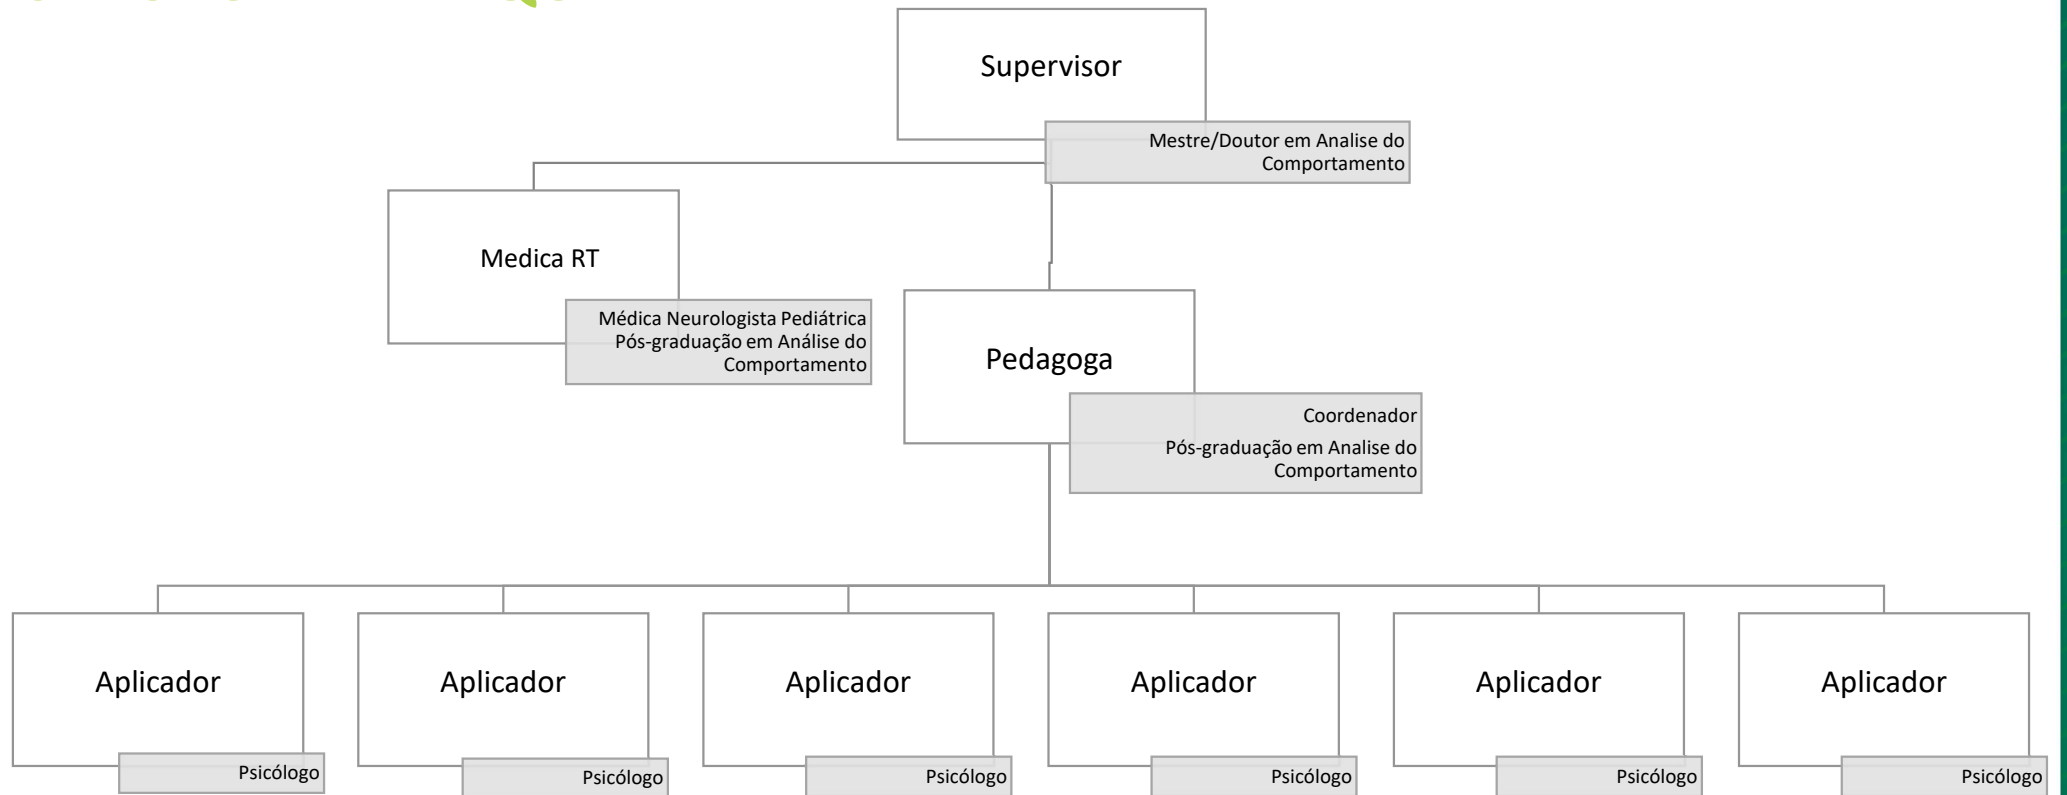 Supervisor
Mestre/Doutor em Analise do
Comportamento
Medica RT
Médica Neurologista Pediátrica
Pós-graduação em Análise do
Comportamento
Pedagoga
Coordenador
Pós-graduação em Analise do
Comportamento
Aplicador
Psicólogo
Aplicador
Psicólogo
Aplicador
Psicólogo
Aplicador
Psicólogo
Aplicador
Psicólogo
Aplicador
Psicólogo